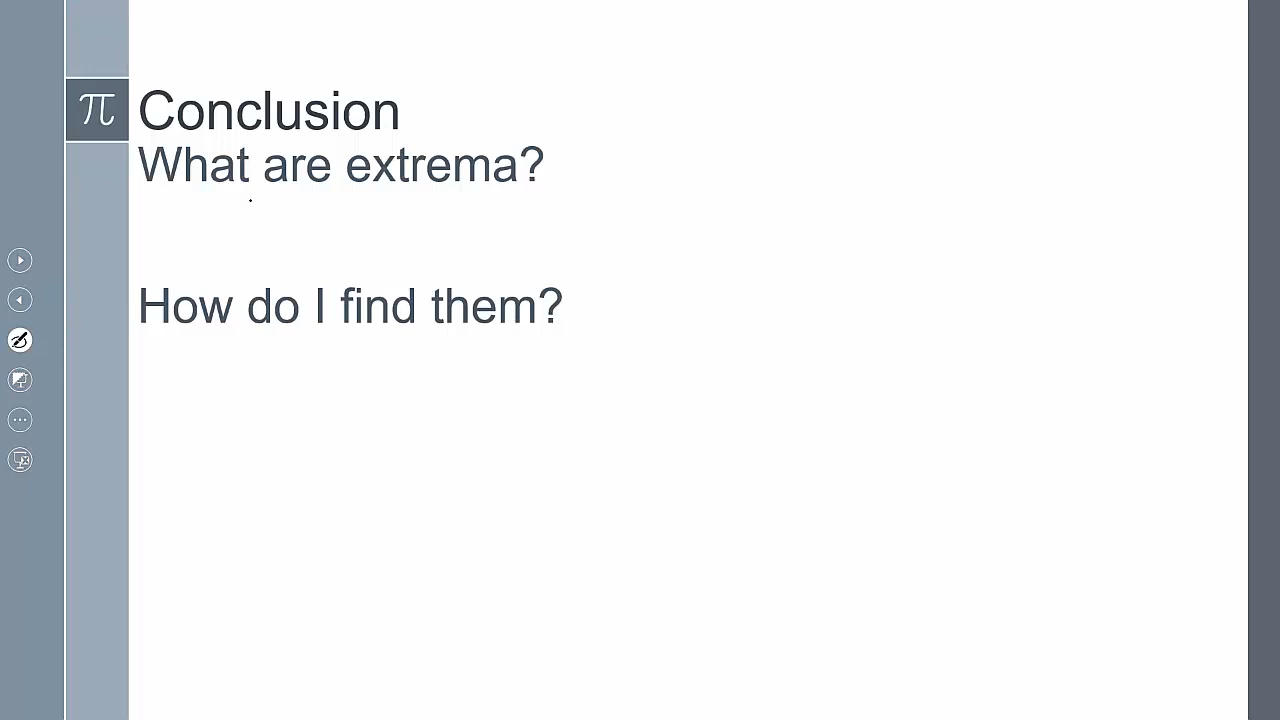 π Conclusion
What are extrema?
How do I find them?